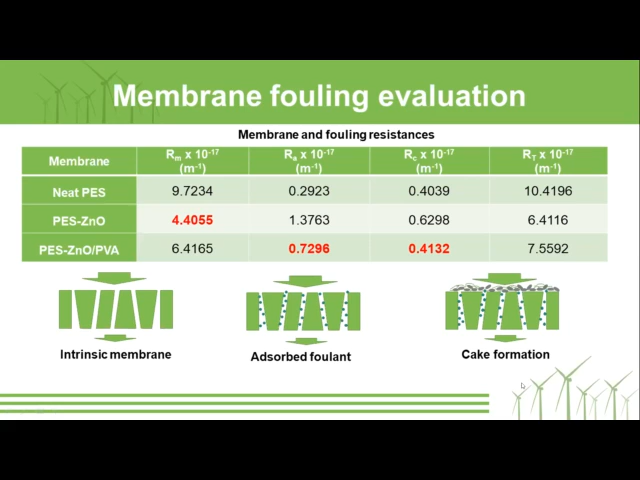 Membrane fouling evaluation
Membrane and fouling resistances
Membrane Rm x 10-17 (m-1) Ra x 10-17 (m-1) Rc x 10-17 (m-1) RT x 10-17 (m-1)
Neat PES 9.7234 0.2923 0.4039 10.4196
PES-ZnO 4.4055 1.3763 0.6298 6.4116
PES-ZnO/PVA 6.4165 0.7296 0.4132 7.5592
Intrinsic membrane Adsorbed foulant Cake formation